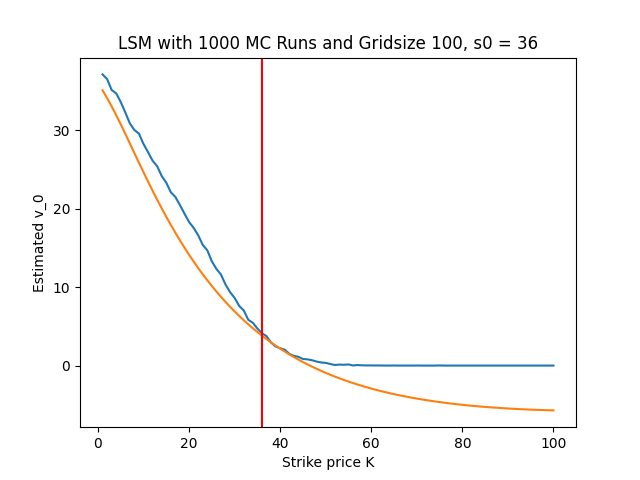 LSM with 1000 MC Runs and Gridsize 100, s0 = 36
30
20
10
0
Estimated v_0
0 20 40 60 80 100
Strike price K